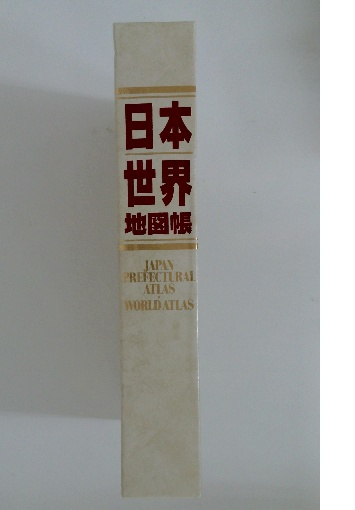 日本
世界
地図帳
JAPAN
PREFECTURAL
ATLAS
WORLD ATLAS